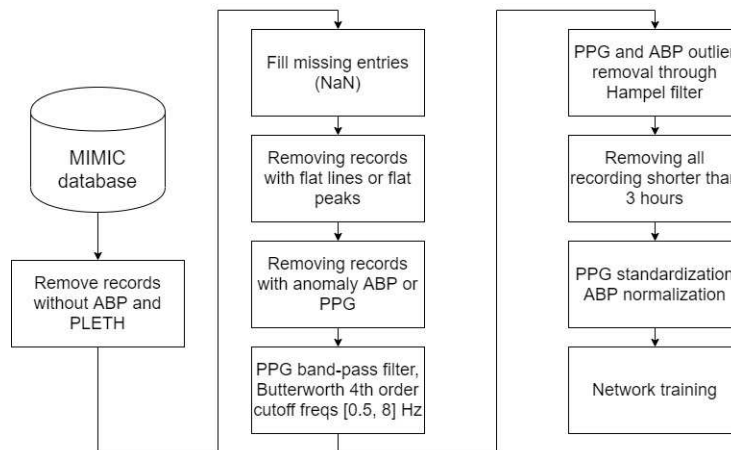 MIMIC
database
Remove records
without ABP and
PLETH
Fill missing entries
(NaN)
Removing records
with flat lines or flat
peaks
Removing records
with anomaly ABP or
PPG
PPG band-pass filter,
Butterworth 4th order
cutoff freqs [0.5, 8] Hz
PPG and ABP outlier
removal through
Hampel filter
Removing all
recording shorter than
3 hours
PPG standardization
ABP normalization
Network training